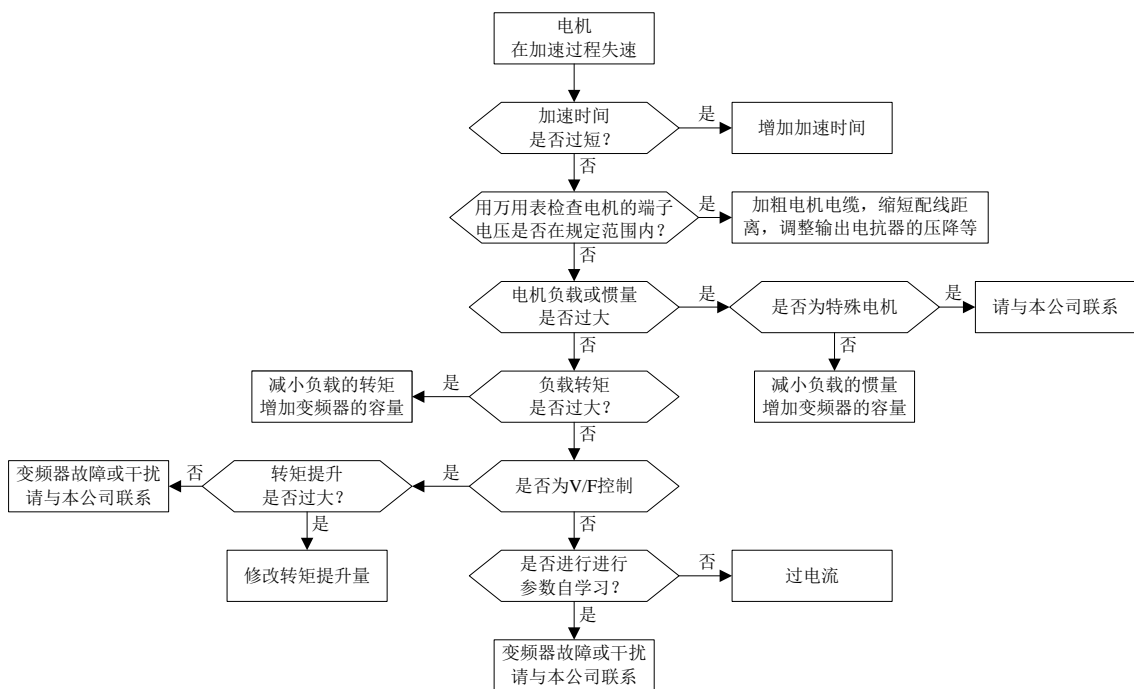 电机
在加速过程失速
加速时间
是否过短？
是
增加加速时间
否
用万用表检查电机的端子
电压是否在规定范围内？
是
加粗电机电缆，缩短配线距
离，调整输出电抗器的压降等
否
电机负载或惯量
是否过大
是
是否为特殊电机
是
请与本公司联系
否
否
减小负载的转矩
增加变频器的容量
是
负载转矩
是否过大？
减小负载的惯量
增加变频器的容量
否
变频器故障或干扰
请与本公司联系
否
转矩提升
是否过大？
是
是否为V/F控制
是
否
修改转矩提升量
是否进行进行
参数自学习？
否
过电流
是
变频器故障或干扰
请与本公司联系